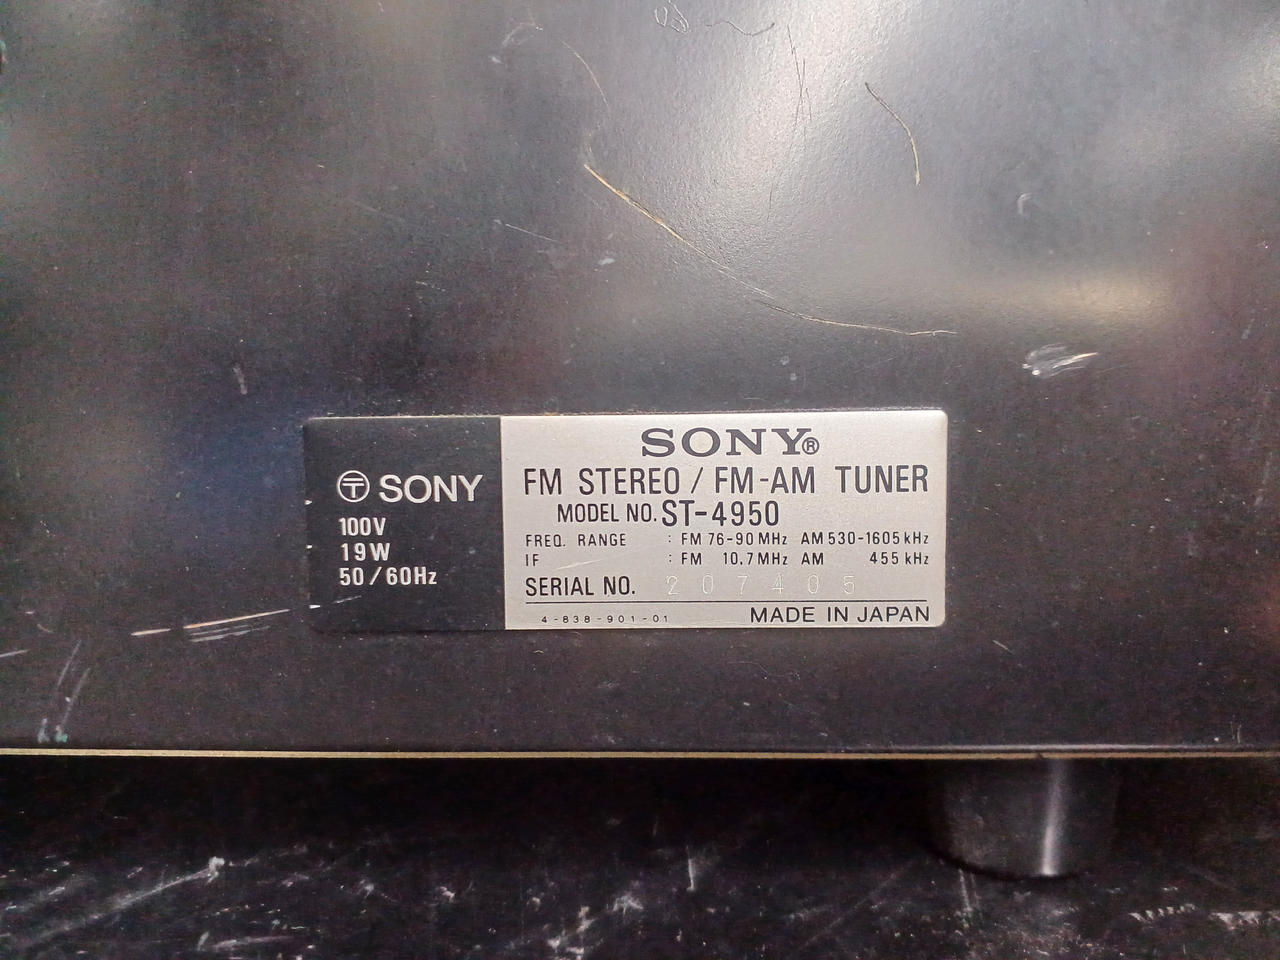 SONY
100V
19W
50/60Hz
SONY®
FM STEREO / FM-AM TUNER
MODEL NO. ST-4950
FREQ. RANGE : FM 76-90 MHz AM 530-1605 kHz
IF : FM 10.7 MHz AM 455 kHz
SERIAL NO. 207405
4-838-901-01 MADE IN JAPAN